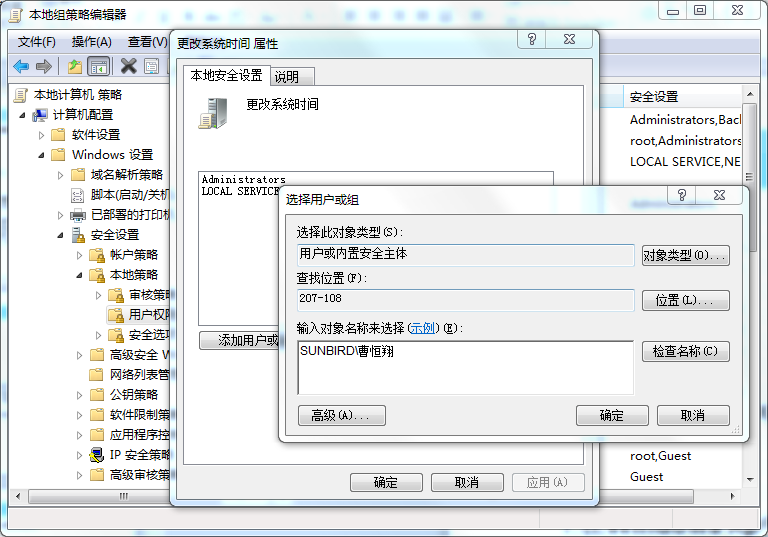 本地组策略编辑器
文件(F) 操作(A) 查看(V)
本地计算机 策略
计算机配置
软件设置
Windows 设置
域名解析策略
脚本(启动/关机
已部署的打印机
安全设置
帐户策略
本地策略
审核策略
用户权限
安全选项
高级安全 W
网络列表管
公钥策略
软件限制策
应用程序控
IP 安全策略
高级审核策
安全设置
Administrators,Back
root,Administrators
LOCAL SERVICE,NE
root,Guest
Guest
更改系统时间 属性
本地安全设置 说明
更改系统时间
Administrators
LOCAL SERVICE
添加用户或
确定 取消 应用(A)
选择用户或组
选择此对象类型(S):
用户或内置安全主体
对象类型(O)...
查找位置(F):
207-108
位置(L)...
输入对象名称来选择(示例)(E):
SUNBIRD\曹恒翔
检查名称(C)
高级(A)...
确定 取消